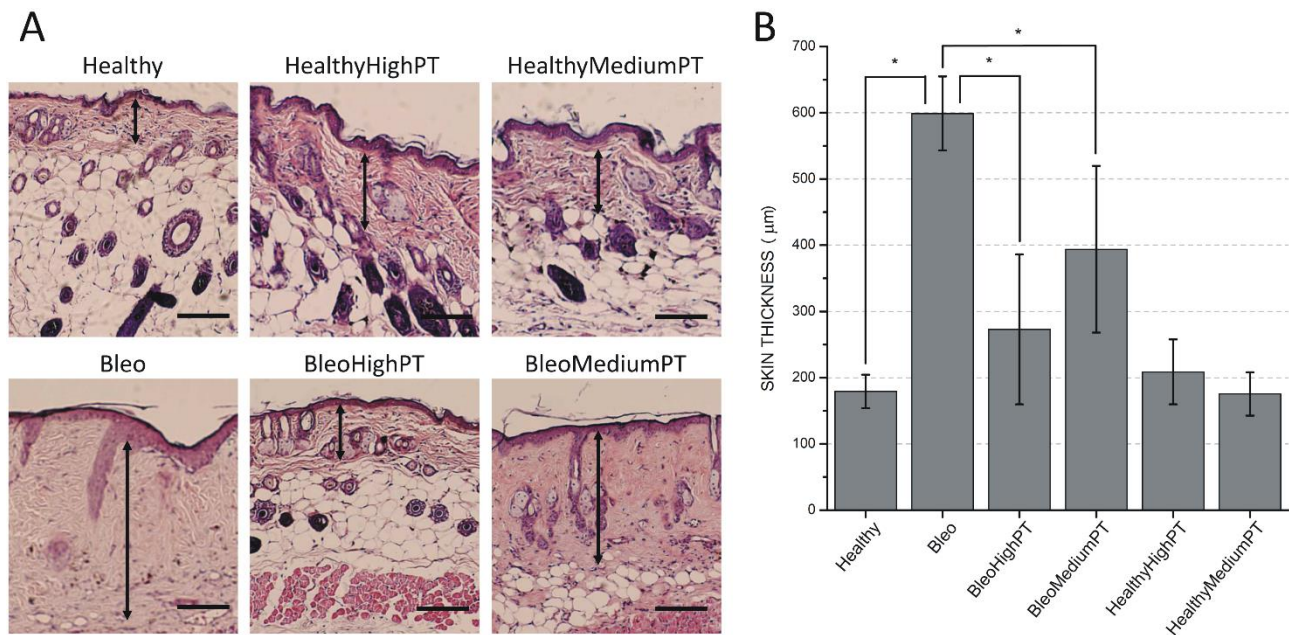 A
Healthy
HealthyHighPT
HealthyMediumPT
Bleo
BleoHighPT
BleoMediumPT
B
SKIN THICKNESS ( μm)
700
600
500
400
300
200
100
0
*
*
*
Healthy
Bleo
BleoHighPT
BleoMediumPT
HealthyHighPT
HealthyMediumPT